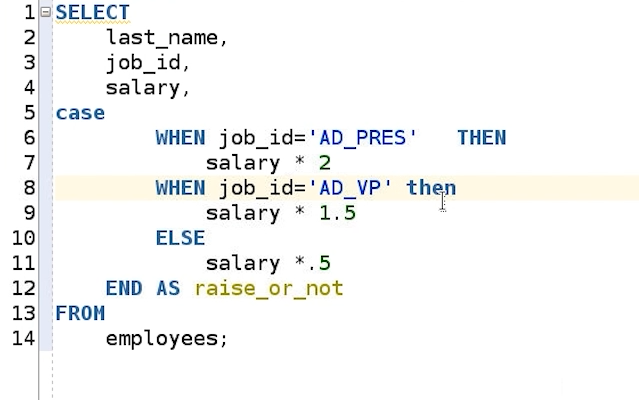 1 SELECT
2 last_name,
3 job_id,
4 salary,
5 case
6 WHEN job_id='AD_PRES' THEN
7 salary * 2
8 WHEN job_id='AD_VP' then
9 salary * 1.5
10 ELSE
11 salary *.5
12 END AS raise_or_not
13 FROM
14 employees;